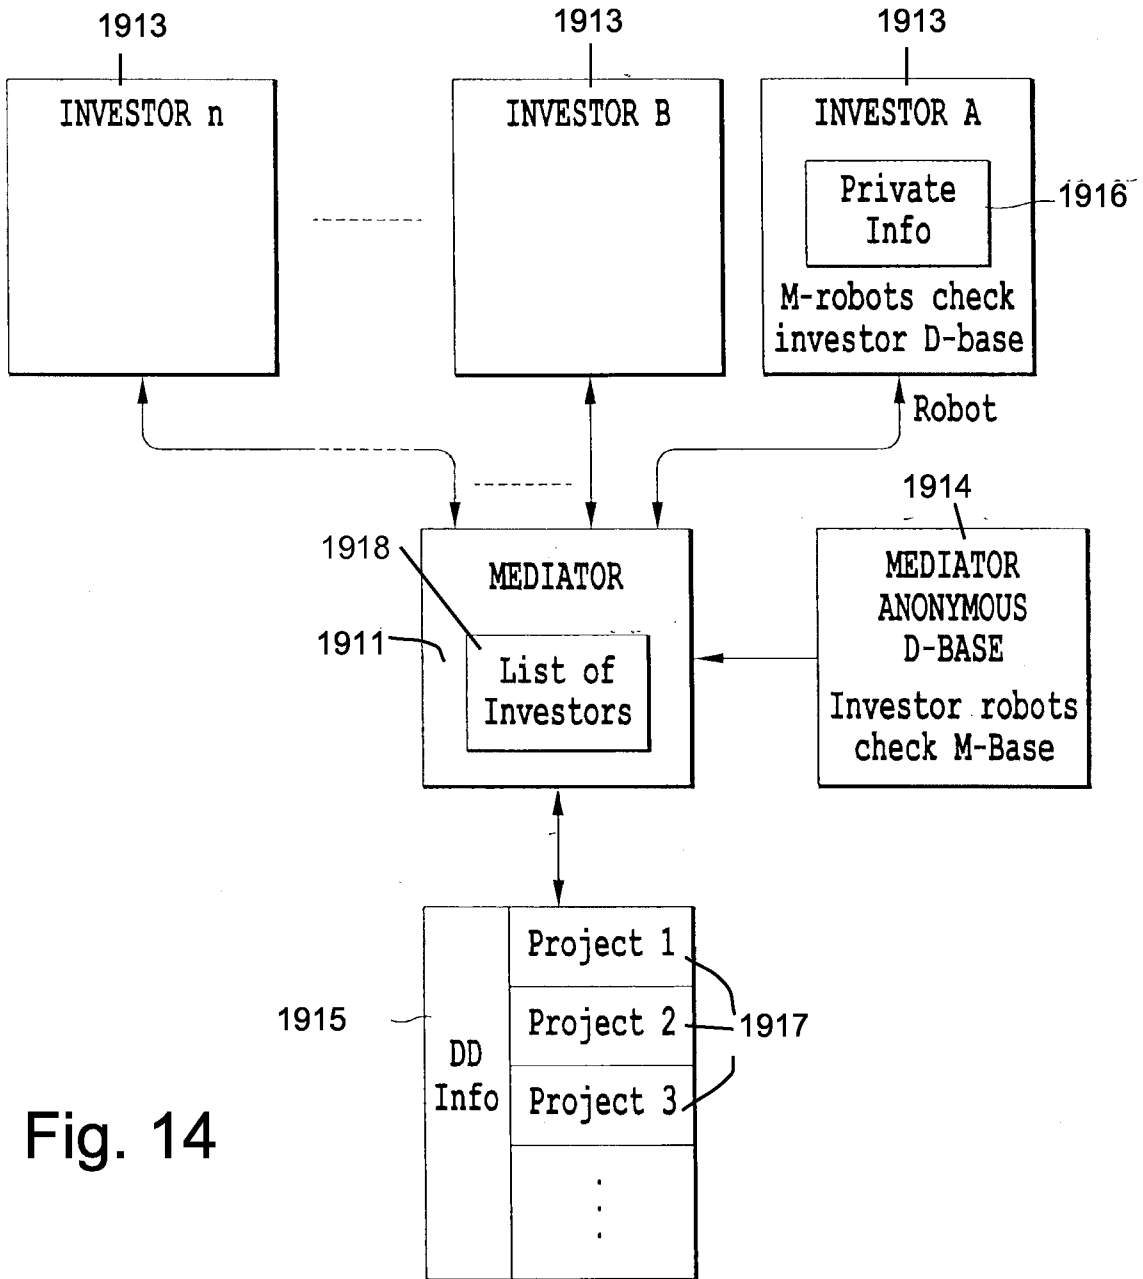 1913
1913
1913
INVESTOR n
INVESTOR B
INVESTOR A
Private
Info
1916
M-robots check
investor D-base
Robot
1914
1918
MEDIATOR
MEDIATOR
ANONYMOUS
D-BASE
1911
List of
Investors
Investor robots
check M-Base
Project 1
1915
Project 2
1917
DD
Info
Project 3
Fig. 14